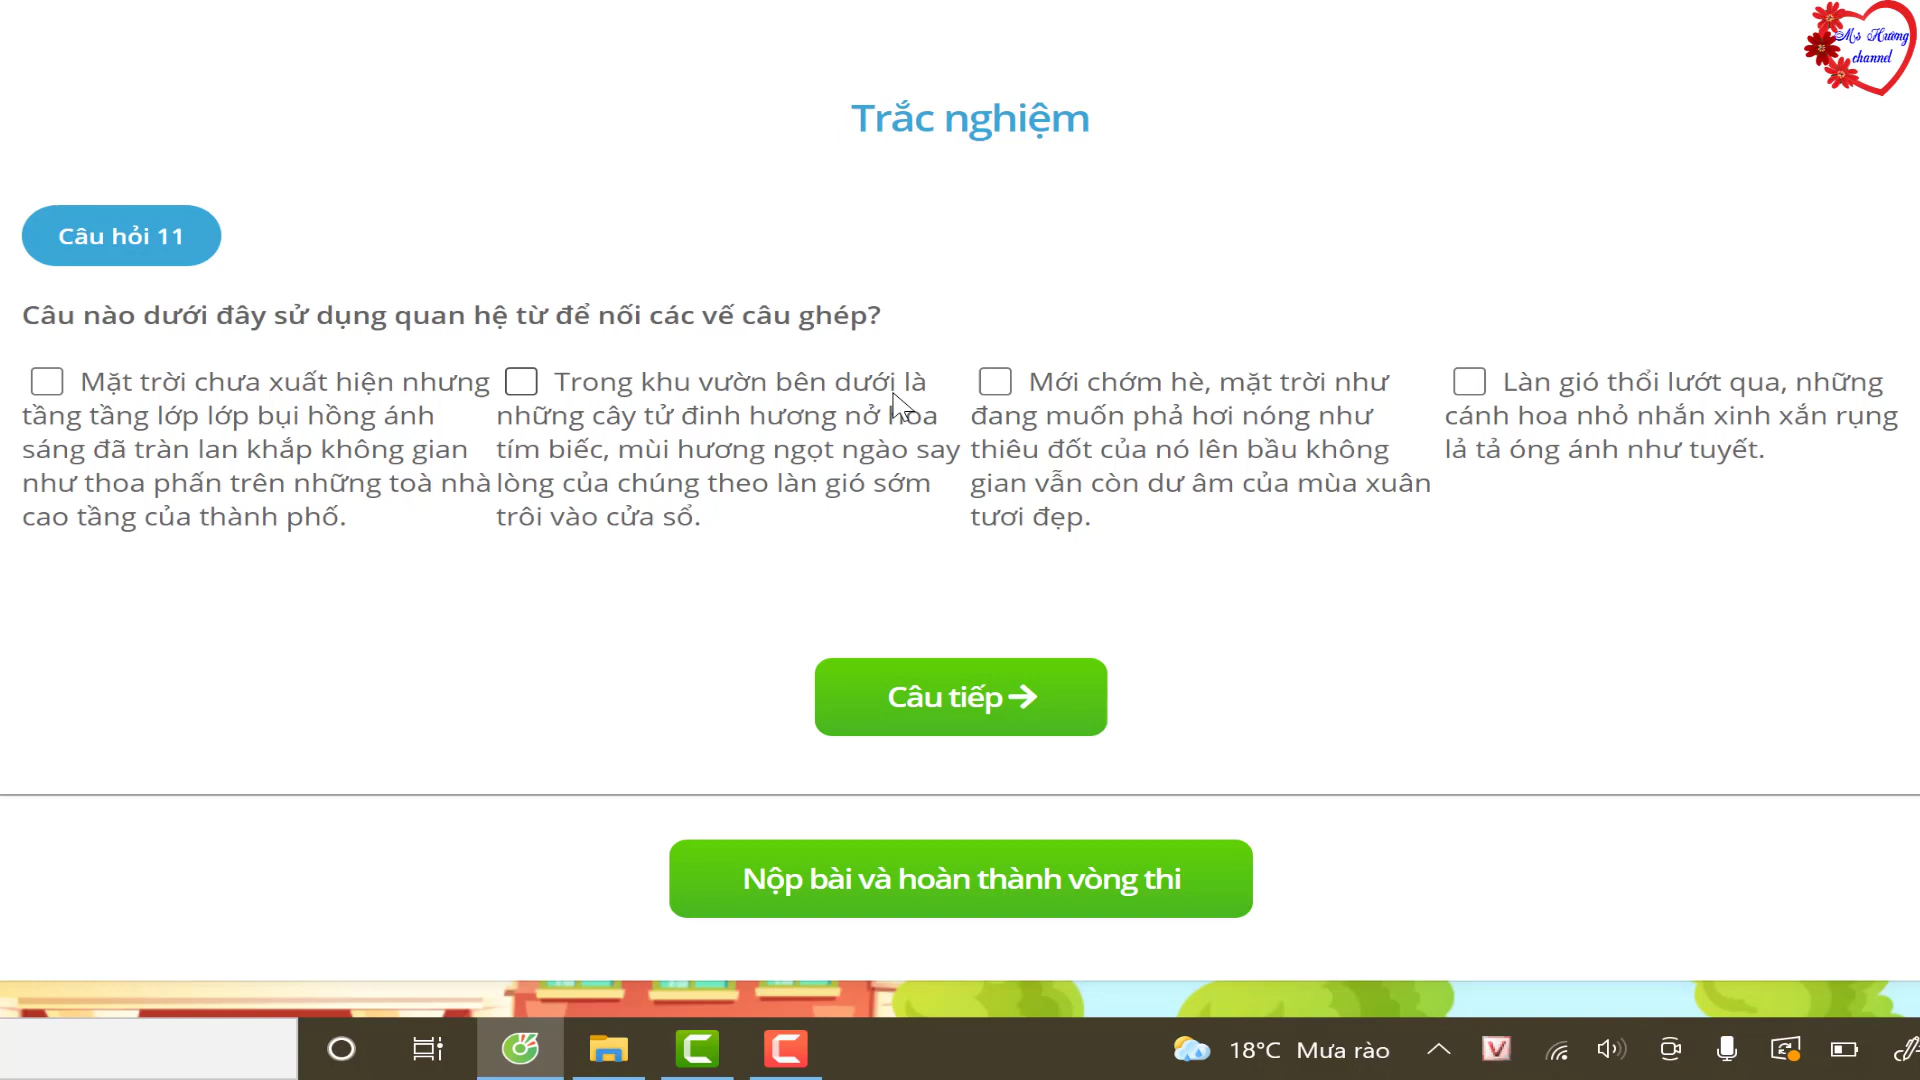 Ms Hương
channel
Trắc nghiệm
Câu hỏi 11
Câu nào dưới đây sử dụng quan hệ từ để nối các vế câu ghép?
Mặt trời chưa xuất hiện nhưng
tầng tầng lớp lớp bụi hồng ánh
sáng đã tràn lan khắp không gian
như thoa phấn trên những toà nhà
cao tầng của thành phố.
Trong khu vườn bên dưới là
những cây tử đinh hương nở hoa
tím biếc, mùi hương ngọt ngào say
lòng của chúng theo làn gió sớm
trôi vào cửa sổ.
Mới chớm hè, mặt trời như
đang muốn phả hơi nóng như
thiêu đốt của nó lên bầu không
gian vẫn còn dư âm của mùa xuân
tươi đẹp.
Làn gió thổi lướt qua, những
cánh hoa nhỏ nhắn xinh xắn rụng
lả tả óng ánh như tuyết.
Câu tiếp
Nộp bài và hoàn thành vòng thi
18°C Mưa rào